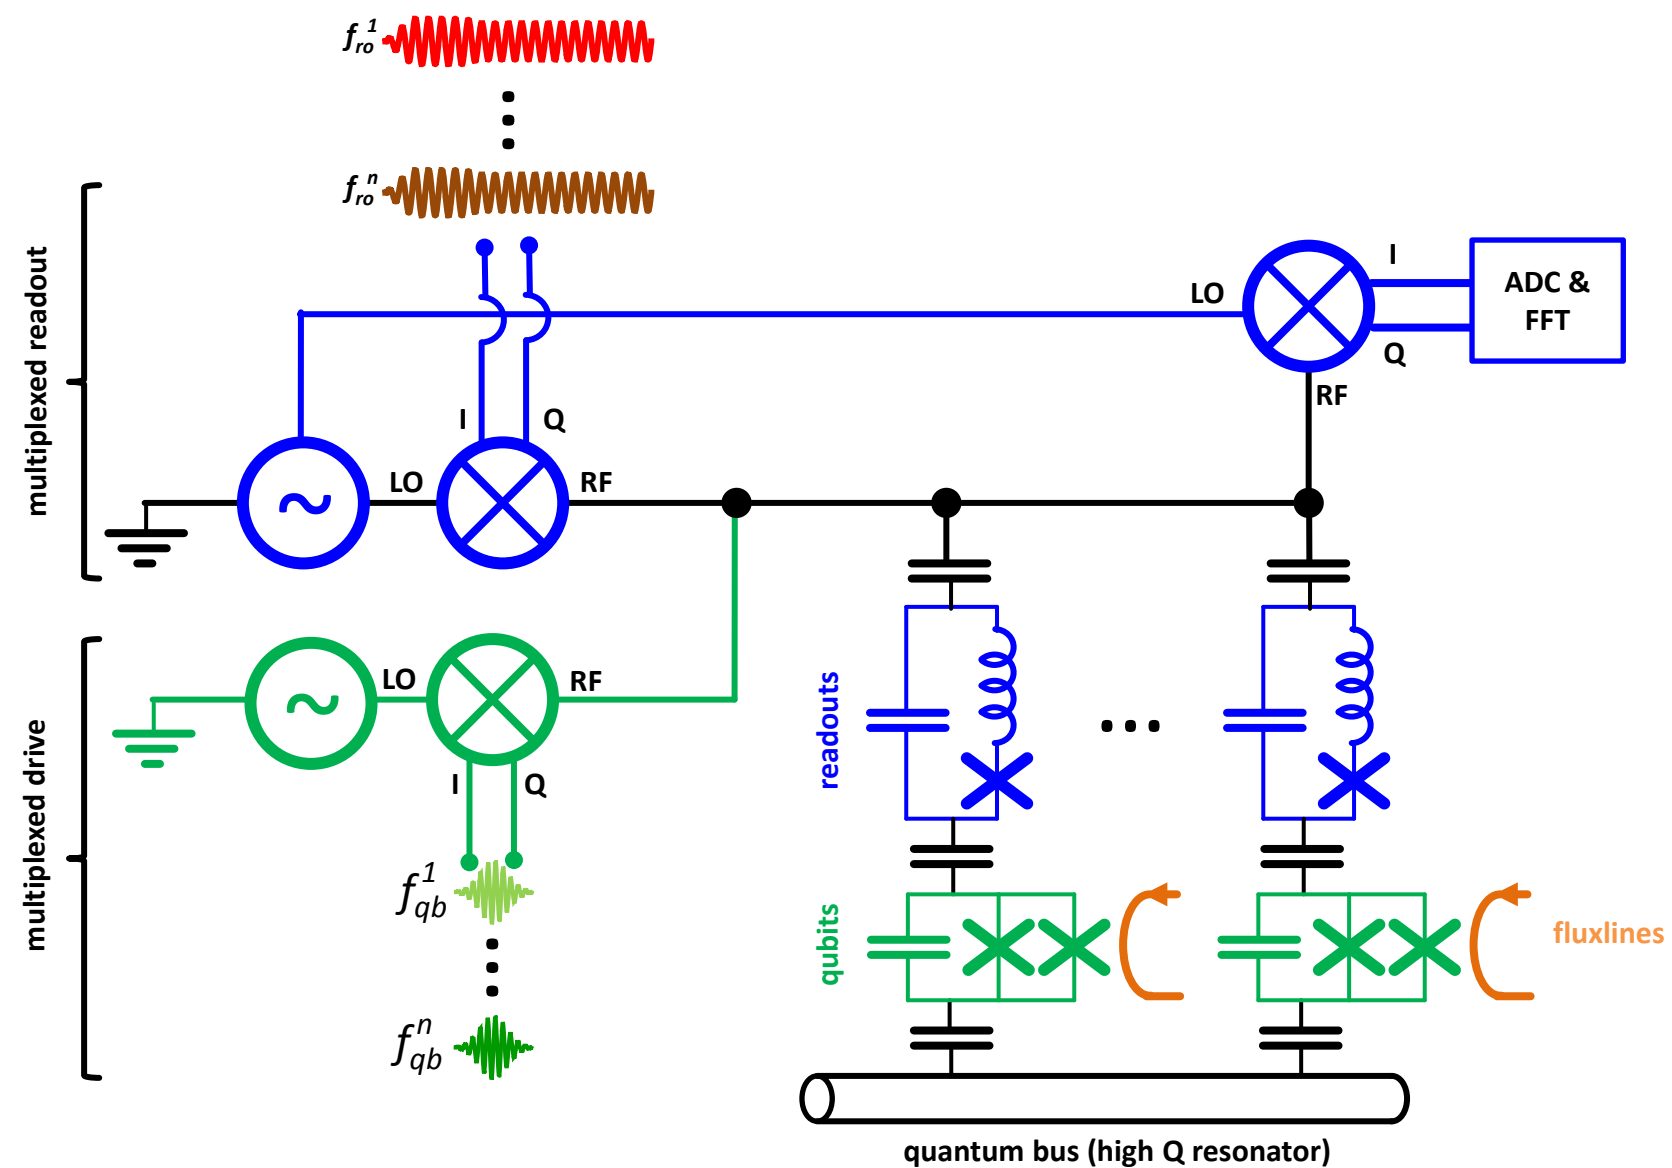 f_ro^1
f_ro^n
multiplexed readout
I
Q
LO
RF
LO
I
Q
RF
ADC &
FFT
multiplexed drive
LO
RF
I
Q
f_qb^1
f_qb^n
readouts
qubits
fluxlines
quantum bus (high Q resonator)